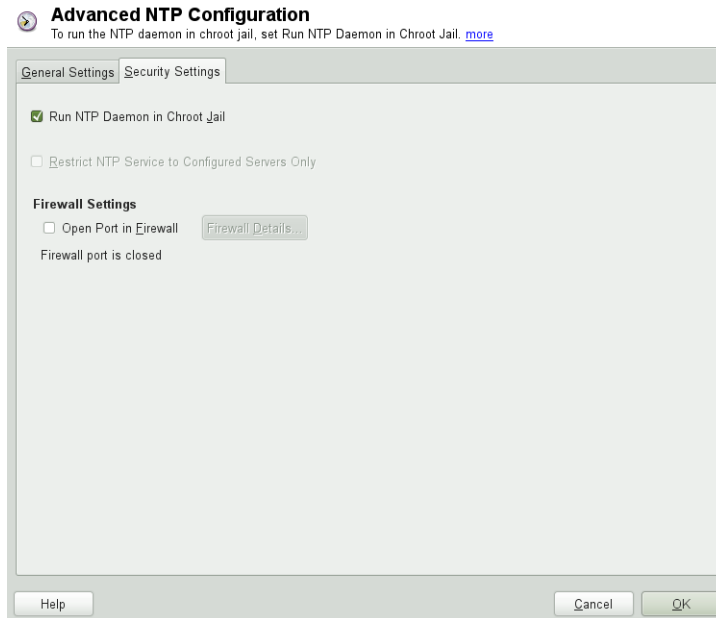 Advanced NTP Configuration
To run the NTP daemon in chroot jail, set Run NTP Daemon in Chroot Jail. more
General Settings Security Settings
Run NTP Daemon in Chroot Jail
Restrict NTP Service to Configured Servers Only
Firewall Settings
Open Port in Firewall Firewall Details...
Firewall port is closed
Help Cancel OK